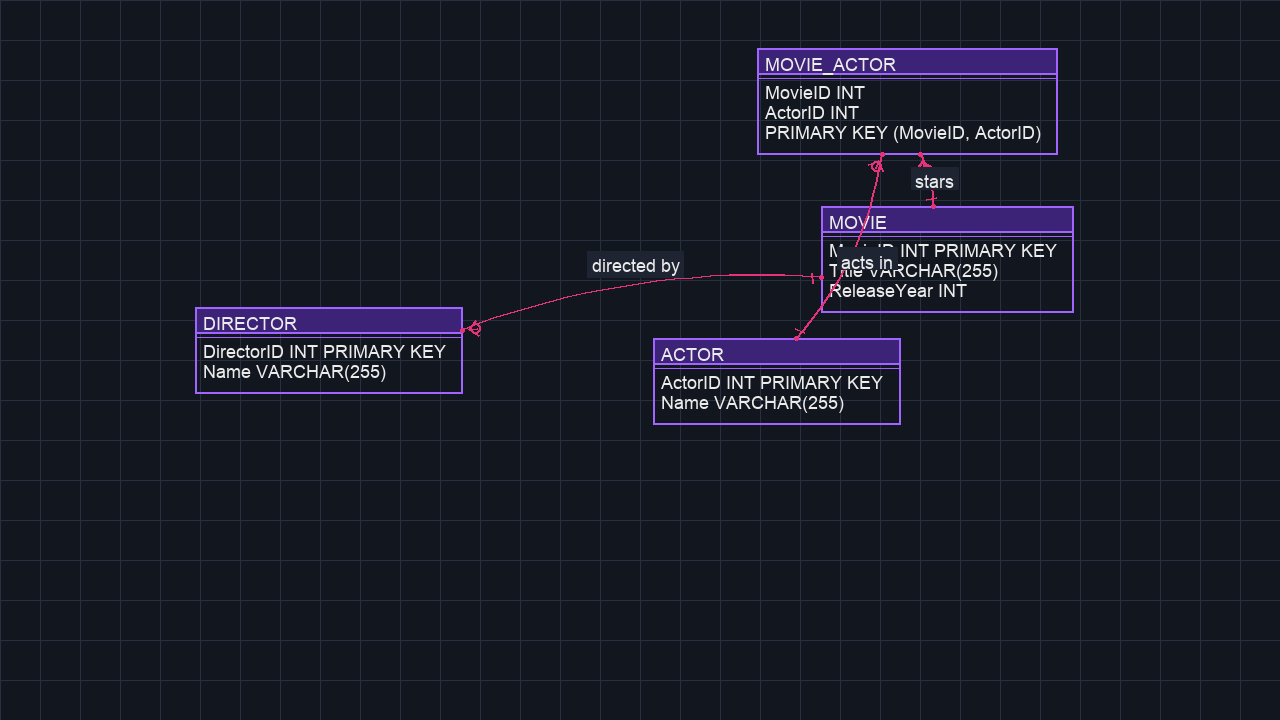 MOVIE_ACTOR
MovieID INT
ActorID INT
PRIMARY KEY (MovieID, ActorID)
stars
MOVIE
MovieID INT PRIMARY KEY
Title VARCHAR(255)
ReleaseYear INT
acts in
directed by
DIRECTOR
DirectorID INT PRIMARY KEY
Name VARCHAR(255)
ACTOR
ActorID INT PRIMARY KEY
Name VARCHAR(255)